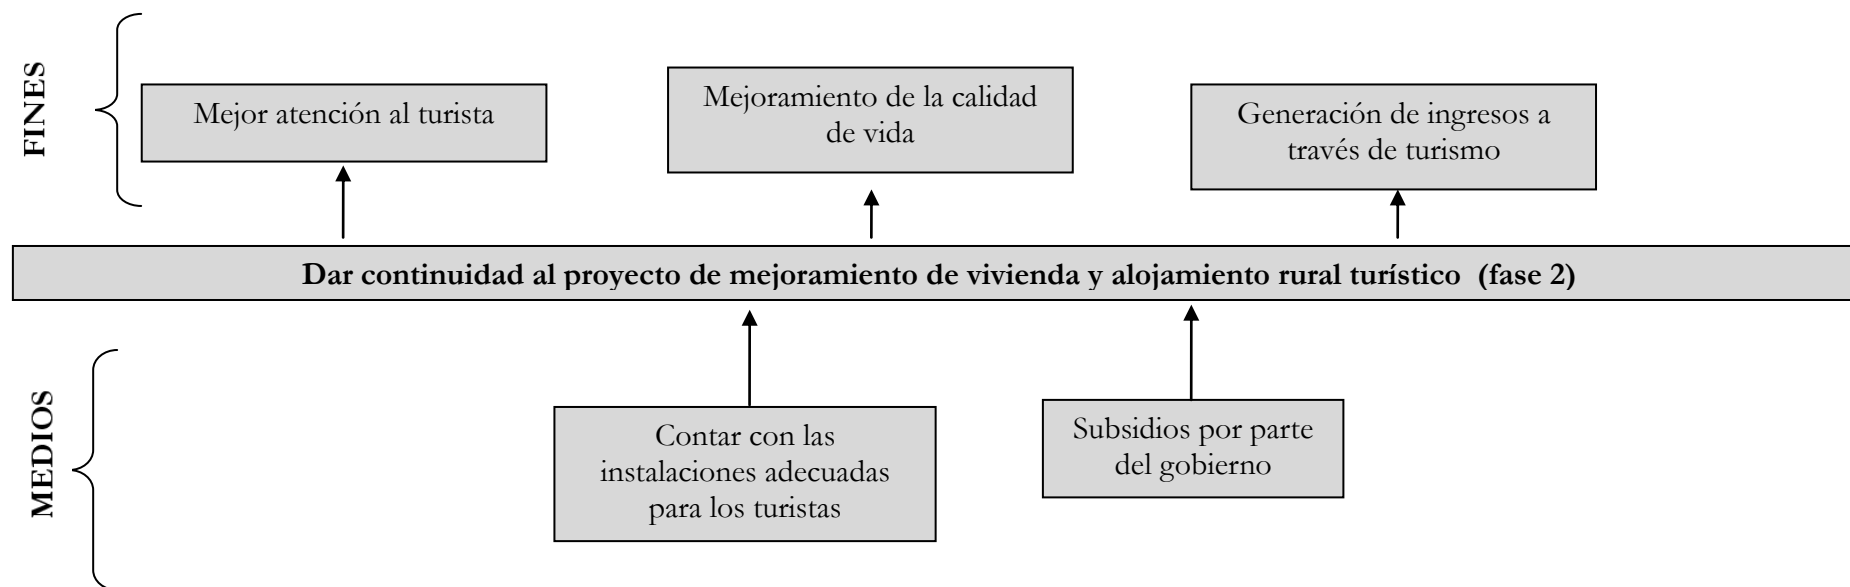 FINES
Mejor atención al turista
Mejoramiento de la calidad
de vida
Generación de ingresos a
través de turismo
Dar continuidad al proyecto de mejoramiento de vivienda y alojamiento rural turístico (fase 2)
MEDIOS
Contar con las
instalaciones adecuadas
para los turistas
Subsidios por parte
del gobierno